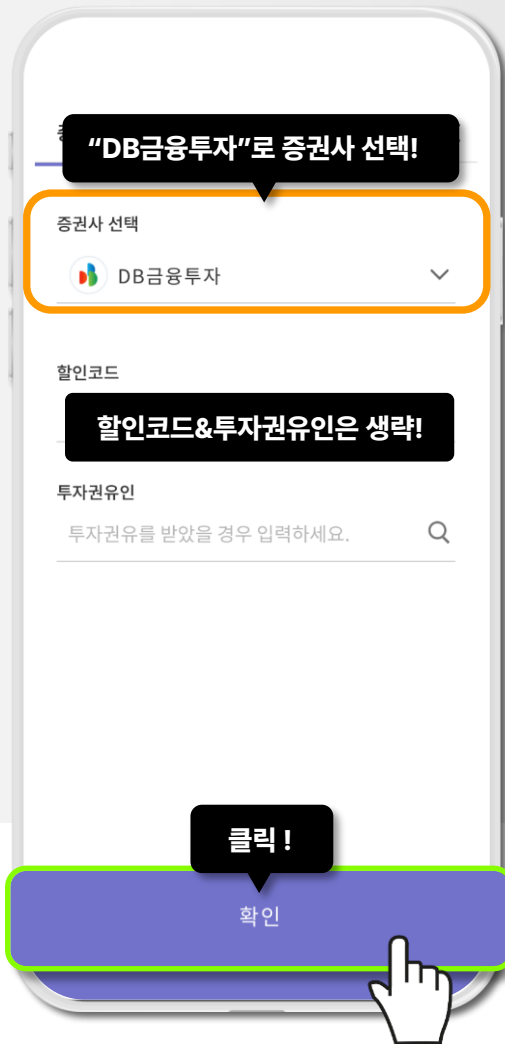 “DB금융투자”로 증권사 선택!
증권사 선택
DB금융투자
할인코드
할인코드&투자권유인은 생략!
투자권유인
투자권유를 받았을 경우 입력하세요.
클릭 !
확인